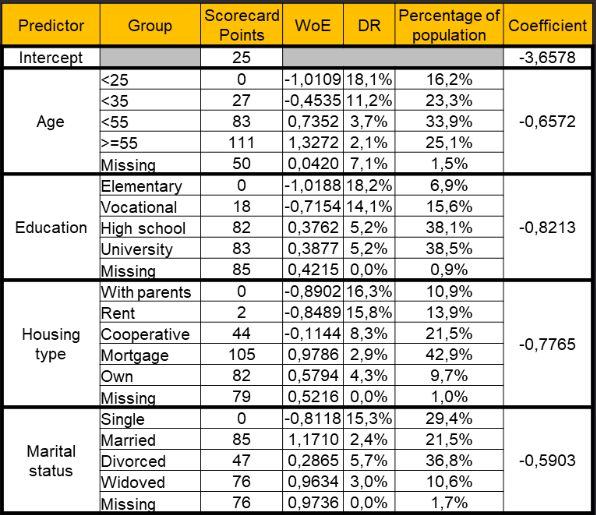 Predictor Group Scorecard Points WoE DR Percentage of population Coefficient
Intercept 25 -3,6578
Age -0,6572
<25 0 -1,0109 18,1% 16,2%
<35 27 -0,4535 11,2% 23,3%
<55 83 0,7352 3,7% 33,9%
>=55 111 1,3272 2,1% 25,1%
Missing 50 0,0420 7,1% 1,5%
Education -0,8213
Elementary 0 -1,0188 18,2% 6,9%
Vocational 18 -0,7154 14,1% 15,6%
High school 82 0,3762 5,2% 38,1%
University 83 0,3877 5,2% 38,5%
Missing 85 0,4215 0,0% 0,9%
Housing type -0,7765
With parents 0 -0,8902 16,3% 10,9%
Rent 2 -0,8489 15,8% 13,9%
Cooperative 44 -0,1144 8,3% 21,5%
Mortgage 105 0,9786 2,9% 42,9%
Own 82 0,5794 4,3% 9,7%
Missing 79 0,5216 0,0% 1,0%
Marital status -0,5903
Single 0 -0,8118 15,3% 29,4%
Married 85 1,1710 2,4% 21,5%
Divorced 47 0,2865 5,7% 36,8%
Widoved 76 0,9634 3,0% 10,6%
Missing 76 0,9736 0,0% 1,7%